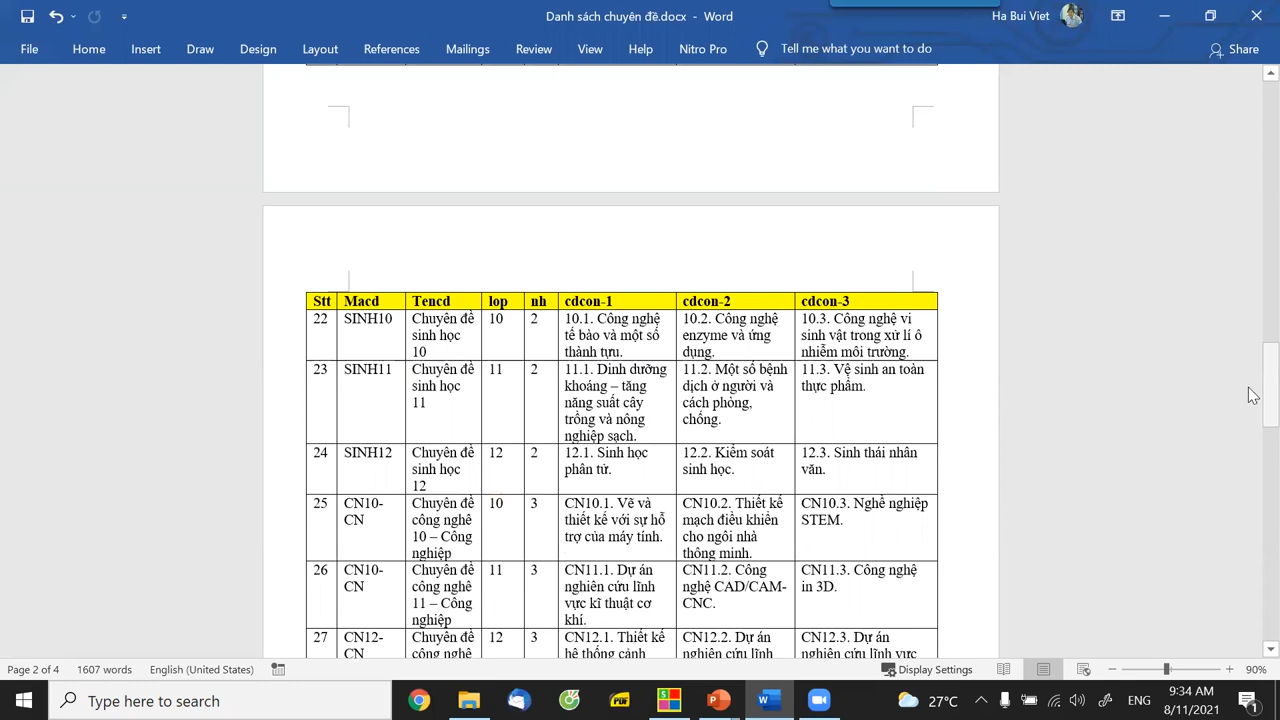 Danh sách chuyên đề.docx - Word
Ha Bui Viet
File Home Insert Draw Design Layout References Mailings Review View Help Nitro Pro Tell me what you want to do Share
Stt Macd Tencd lop nh cdcon-1 cdcon-2 cdcon-3
22 SINH10 Chuyên đề 10 2 10.1. Công nghệ 10.2. Công nghệ 10.3. Công nghệ vi
sinh học tế bào và một số enzyme và ứng sinh vật trong xử lí ô
10 thành tựu. dụng. nhiễm môi trường.
23 SINH11 Chuyên đề 11 2 11.1. Dinh dưỡng 11.2. Một số bệnh 11.3. Vệ sinh an toàn
sinh học khoáng – tăng dịch ở người và thực phẩm.
11 năng suất cây cách phòng,
trồng và nông chống.
nghiệp sạch.
24 SINH12 Chuyên đề 12 2 12.1. Sinh học 12.2. Kiểm soát 12.3. Sinh thái nhân
sinh học phân tử. sinh học. văn.
12
25 CN10- Chuyên đề 10 3 CN10.1. Vẽ và CN10.2. Thiết kế CN10.3. Nghề nghiệp
CN công nghê thiết kế với sự hỗ mạch điều khiển STEM.
10 – Công trợ của máy tính. cho ngôi nhà
nghiệp thông minh.
26 CN10- Chuyên đề 11 3 CN11.1. Dự án CN11.2. Công CN11.3. Công nghệ
CN công nghê nghiên cứu lĩnh nghệ CAD/CAM- in 3D.
11 – Công vực kĩ thuật cơ CNC.
nghiệp khí.
27 CN12- Chuyên đề 12 3 CN12.1. Thiết kế CN12.2. Dự án CN12.3. Dự án
CN công nghê hệ thống cảnh nghiên cứu lĩnh nghiên cứu lĩnh vực
Page 2 of 4 1607 words English (United States) Display Settings 90%
Type here to search 27°C ENG 9:34 AM
8/11/2021 1